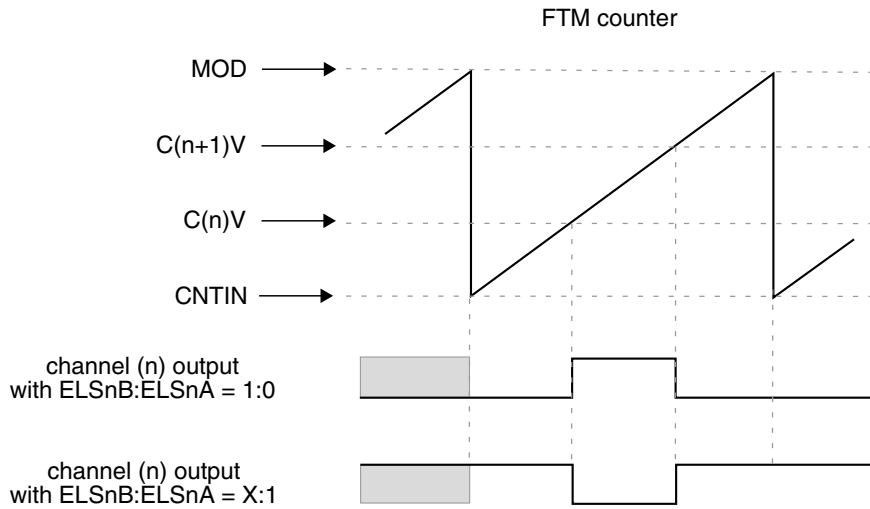 FTM counter
MOD
C(n+1)V
C(n)V
CNTIN
channel (n) output
with ELSnB:ELSnA = 1:0
channel (n) output
with ELSnB:ELSnA = X:1